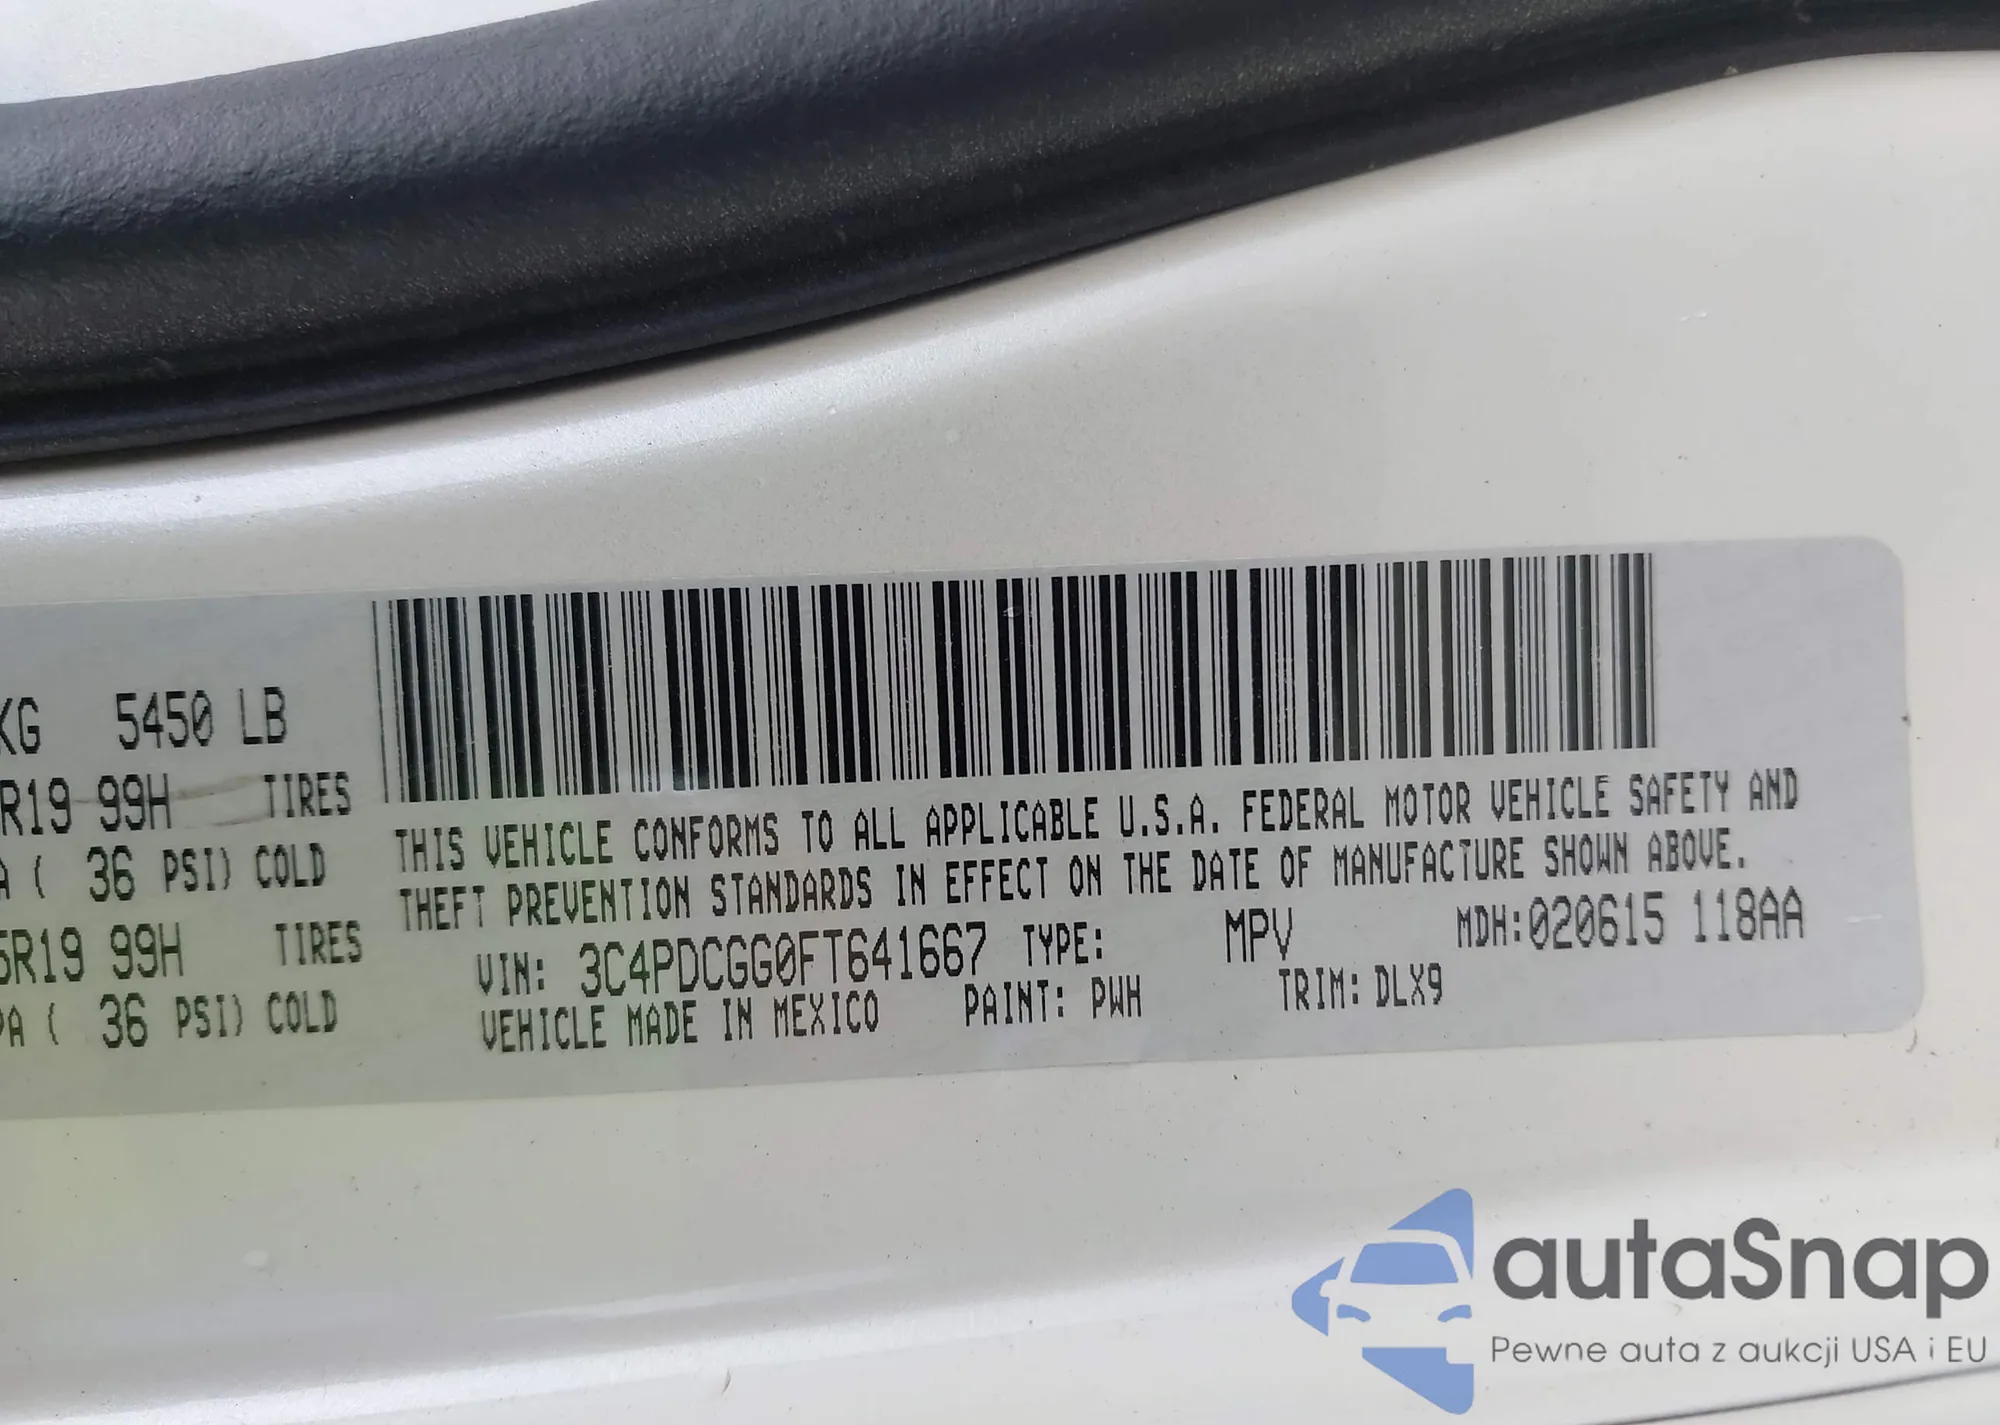 KG 5450 LB
R19 99H TIRES
A ( 36 PSI) COLD
5R19 99H TIRES
PA ( 36 PSI) COLD
THIS VEHICLE CONFORMS TO ALL APPLICABLE U.S.A. FEDERAL MOTOR VEHICLE SAFETY AND
THEFT PREVENTION STANDARDS IN EFFECT ON THE DATE OF MANUFACTURE SHOWN ABOVE.
VIN: 3C4PDCGG0FT641667 TYPE: MPV MDH:020615 118AA
VEHICLE MADE IN MEXICO PAINT: PWH TRIM: DLX9
autaSnap
Pewne auta z aukcji USA i EU